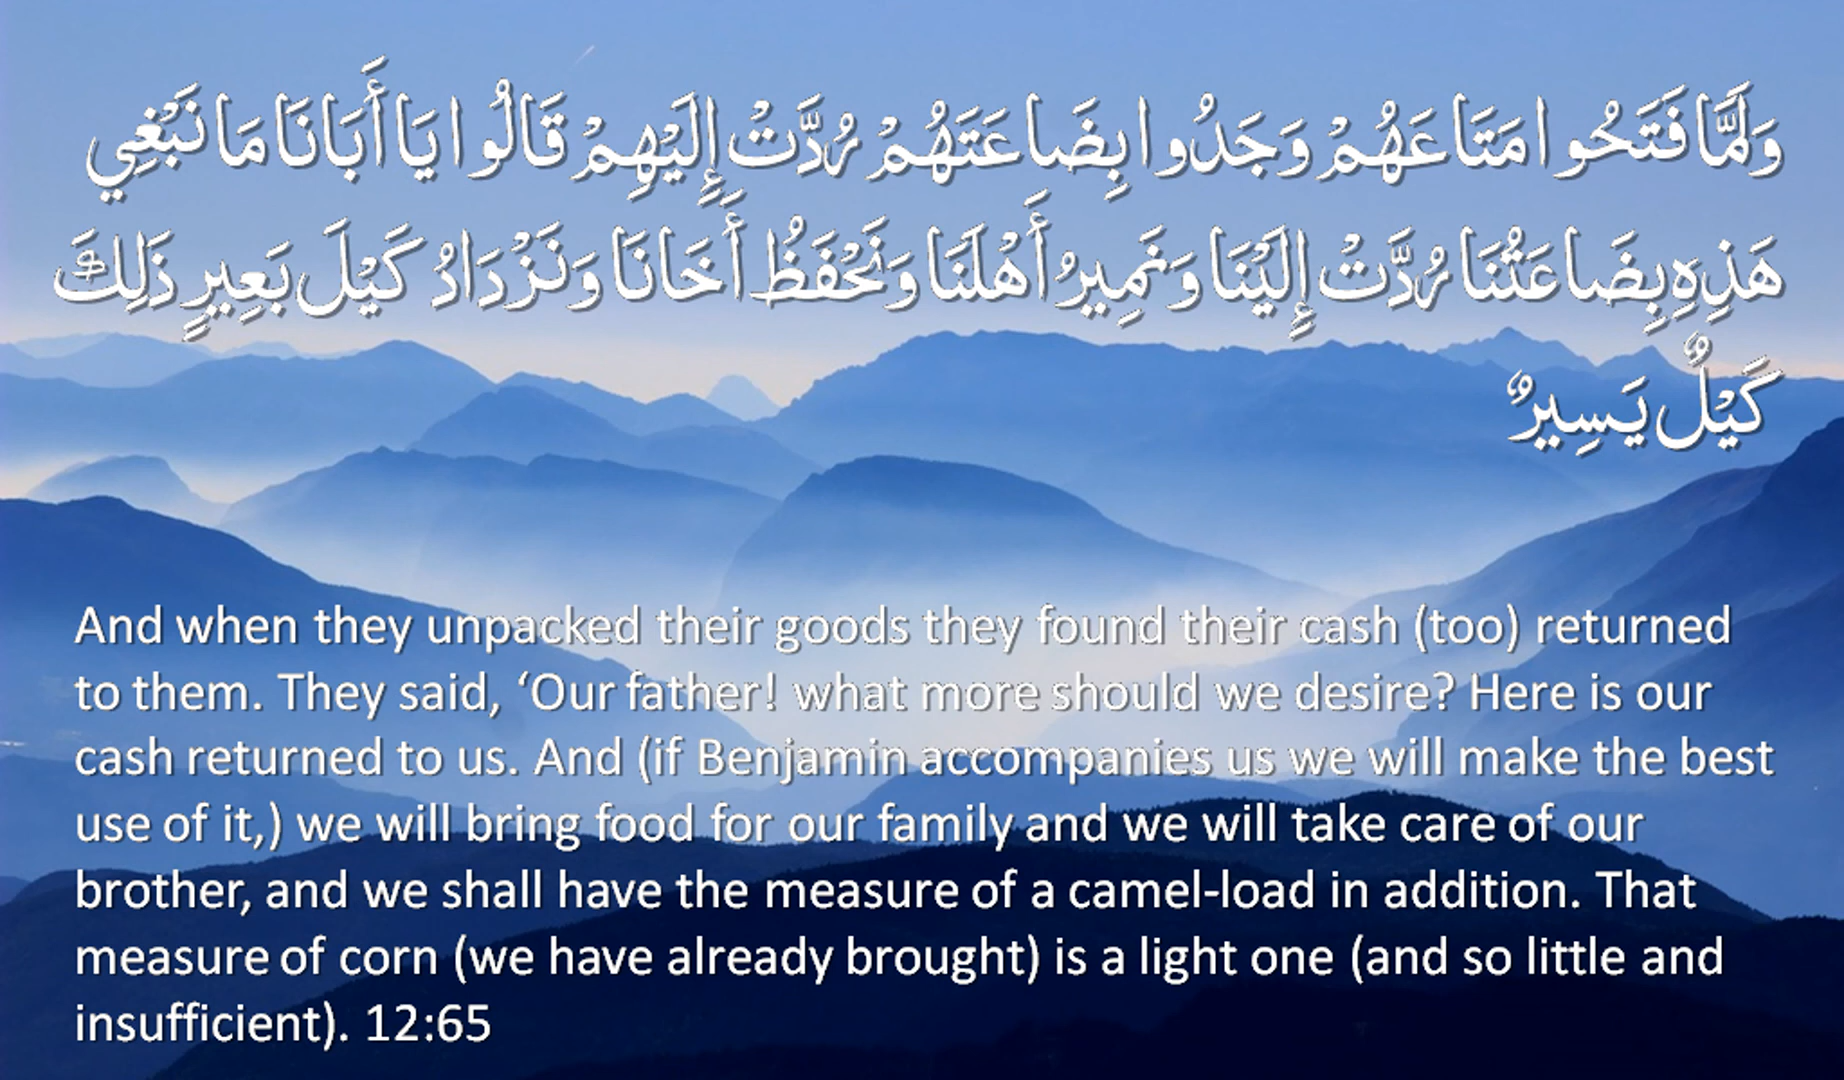 وَلَمَّا فَتَحُوا مَتَاعَهُمْ وَجَدُوا بِضَاعَتَهُمْ رُدَّتْ إِلَيْهِمْ قَالُوا يَا أَبَانَا مَا نَبْغِي
هَذِهِ بِضَاعَتُنَا رُدَّتْ إِلَيْنَا وَنَمِيرُ أَهْلَنَا وَنَحْفَظُ أَخَانَا وَنَزْدَادُ كَيْلَ بَعِيرٍ ذَلِكَ
كَيْلٌ يَسِيرٌ
And when they unpacked their goods they found their cash (too) returned
to them. They said, ‘Our father! what more should we desire? Here is our
cash returned to us. And (if Benjamin accompanies us we will make the best
use of it,) we will bring food for our family and we will take care of our
brother, and we shall have the measure of a camel-load in addition. That
measure of corn (we have already brought) is a light one (and so little and
insufficient). 12:65